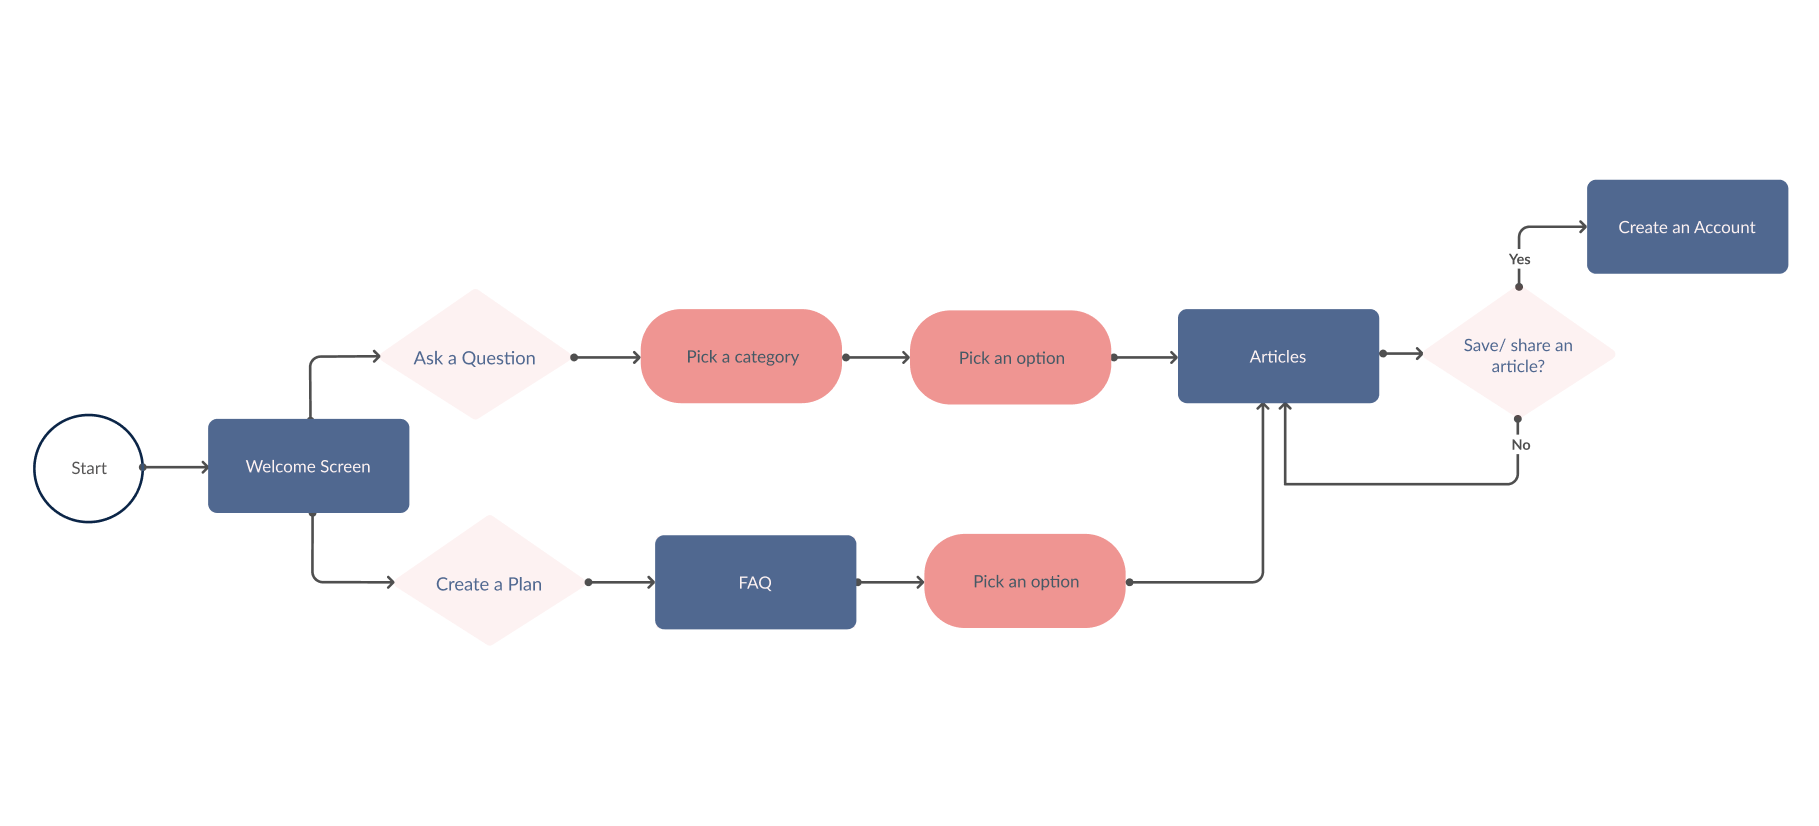 Create an Account
Yes
Ask a Question
Pick a category
Pick an option
Articles
Save/ share an
article?
No
Start
Welcome Screen
Create a Plan
FAQ
Pick an option